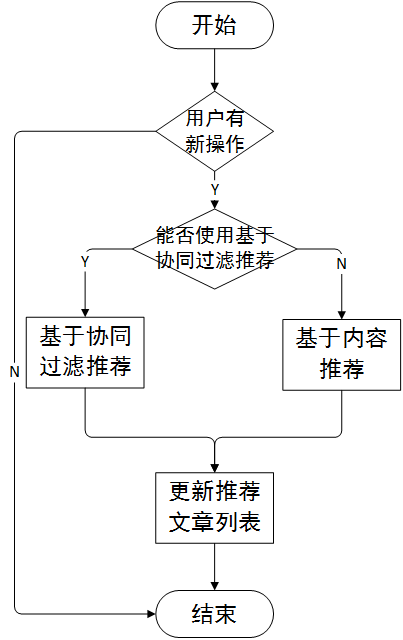 开始
用户有
新操作
Y
能否使用基于
协同过滤推荐
Y
N
基于协同
过滤推荐
基于内容
推荐
N
更新推荐
文章列表
结束